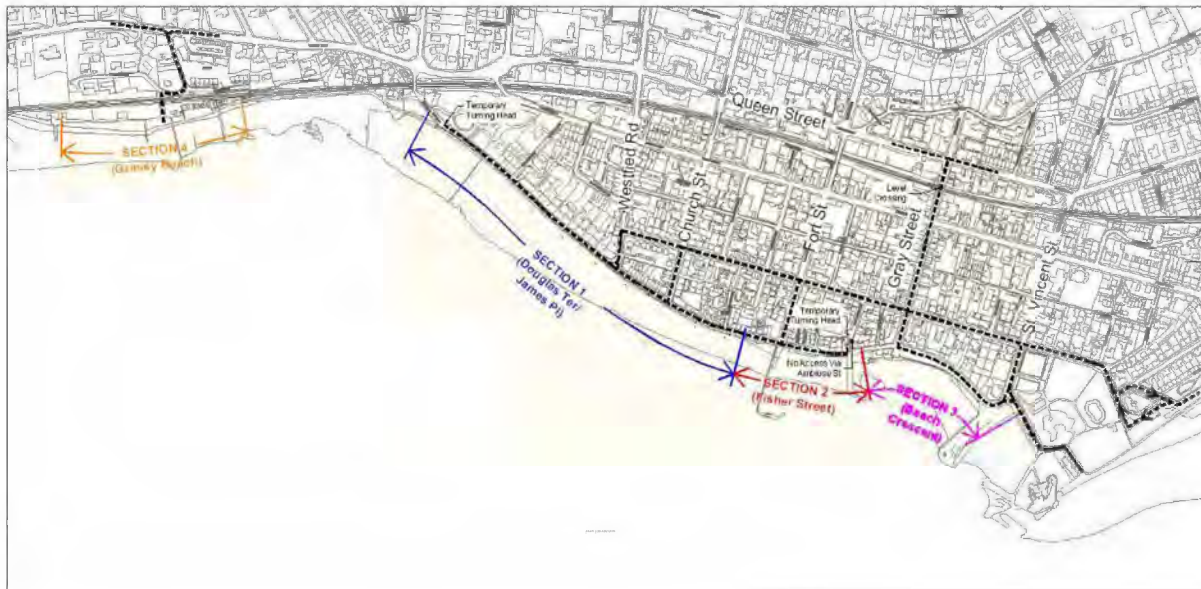 Temporary
Turning Head
SECTION 4
Queen Street
Westfield Rd
Church St
Fort St
Level
crossing
Gray Street
St. Vincent St
SECTION 1
(Douglas Ter/
James Pl)
Temporary
Turning Head
No Access Via
Ambrose St
SECTION 2
(Fisher Street)
SECTION 3
(Beach
Crescent)